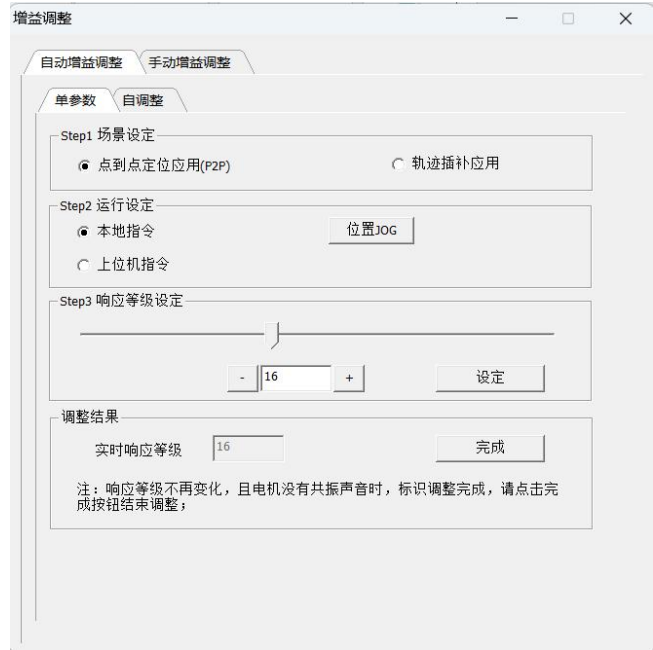 增益调整
自动增益调整 手动增益调整
单参数 自调整
Step1 场景设定
点到点定位应用(P2P) 轨迹插补应用
Step2 运行设定
本地指令 位置JOG
上位机指令
Step3 响应等级设定
- 16 + 设定
调整结果
实时响应等级 16 完成
注：响应等级不再变化，且电机没有共振声音时，标识调整完成，请点击完
成按钮结束调整；